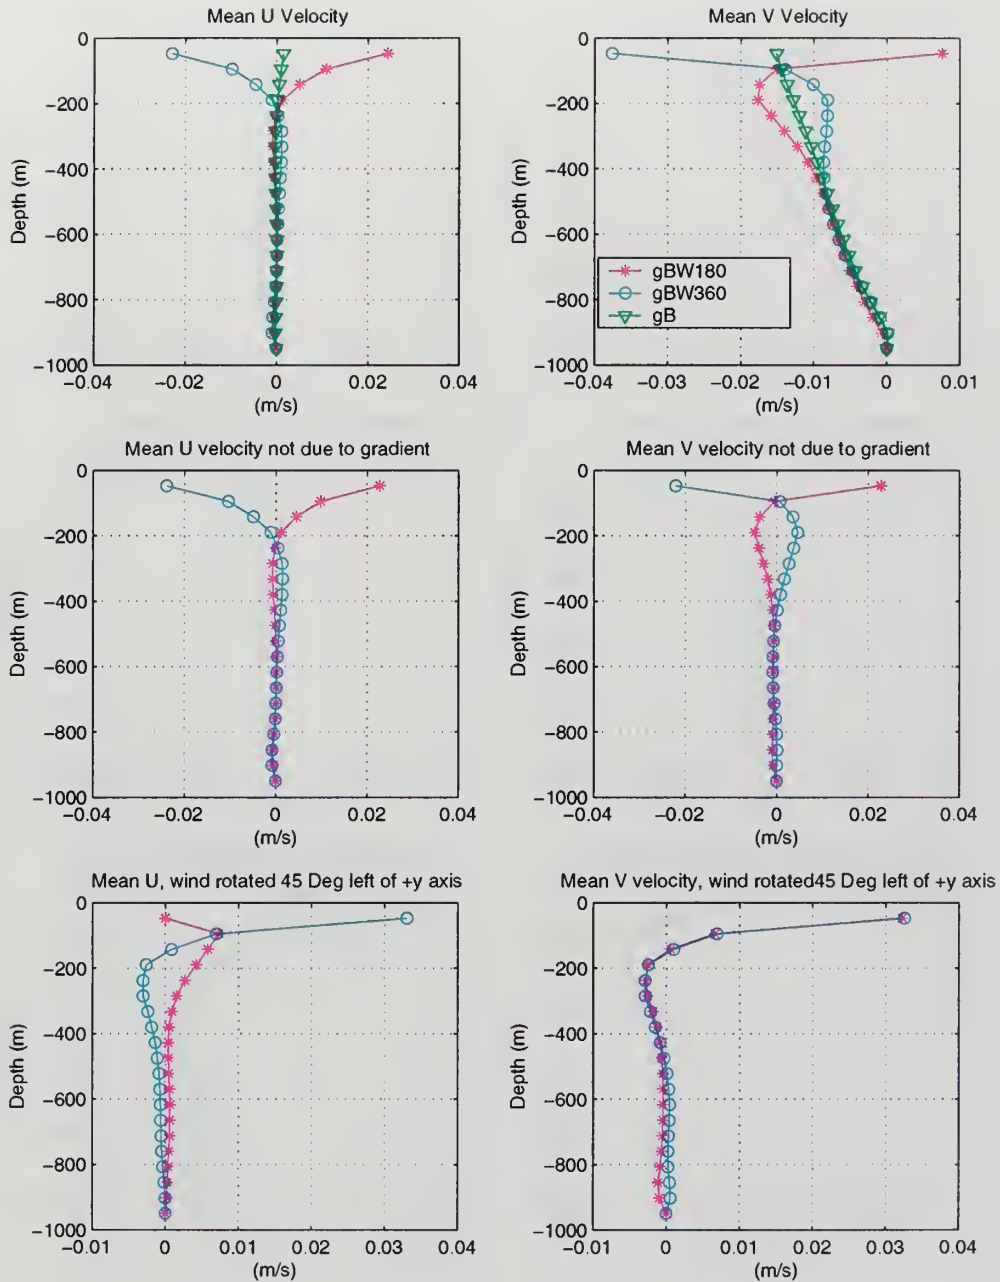 Mean U Velocity
0
−200
−400
−600
−800
−1000
Depth (m)
−0.04 −0.02 0 0.02 0.04
(m/s)
Mean V Velocity
0
−200
−400
−600
−800
−1000
Depth (m)
gBW180
gBW360
gB
−0.04 −0.03 −0.02 −0.01 0 0.01
(m/s)
Mean U velocity not due to gradient
0
−200
−400
−600
−800
−1000
Depth (m)
−0.04 −0.02 0 0.02 0.04
(m/s)
Mean V velocity not due to gradient
0
−200
−400
−600
−800
−1000
Depth (m)
−0.04 −0.02 0 0.02 0.04
(m/s)
Mean U, wind rotated 45 Deg left of +y axis
0
−200
−400
−600
−800
−1000
Depth (m)
−0.01 0 0.01 0.02 0.03 0.04
(m/s)
Mean V velocity, wind rotated45 Deg left of +y axis
0
−200
−400
−600
−800
−1000
Depth (m)
−0.01 0 0.01 0.02 0.03 0.04
(m/s)